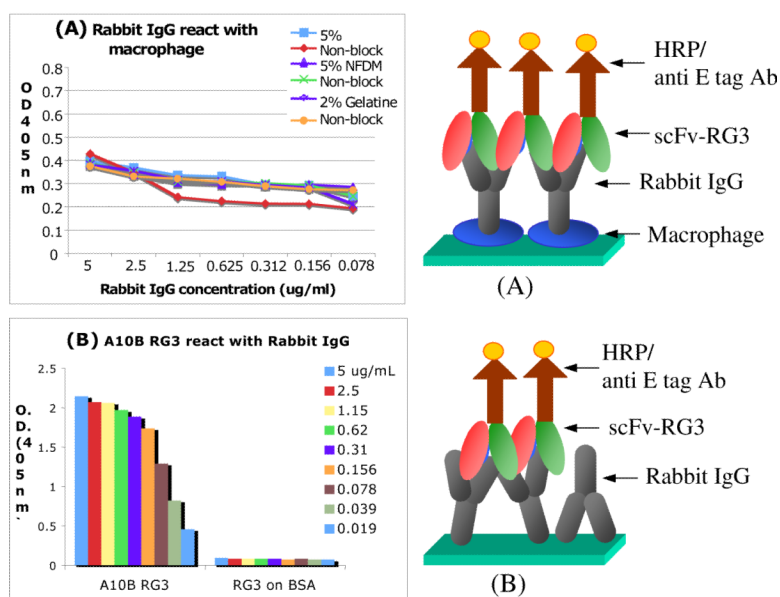 (A) Rabbit IgG react with
macrophage
5%
Non-block
5% NFDM
Non-block
2% Gelatine
Non-block
OD405nm
0.8
0.7
0.6
0.5
0.4
0.3
0.2
0.1
0
5 2.5 1.25 0.625 0.312 0.156 0.078
Rabbit IgG concentration (ug/ml)
HRP/
anti E tag Ab
scFv-RG3
Rabbit IgG
Macrophage
(A)
(B) A10B RG3 react with Rabbit IgG
O.D.(405nm.
2.5
2
1.5
1
0.5
0
5 ug/mL
2.5
1.15
0.62
0.31
0.156
0.078
0.039
0.019
A10B RG3 RG3 on BSA
HRP/
anti E tag Ab
scFv-RG3
Rabbit IgG
(B)